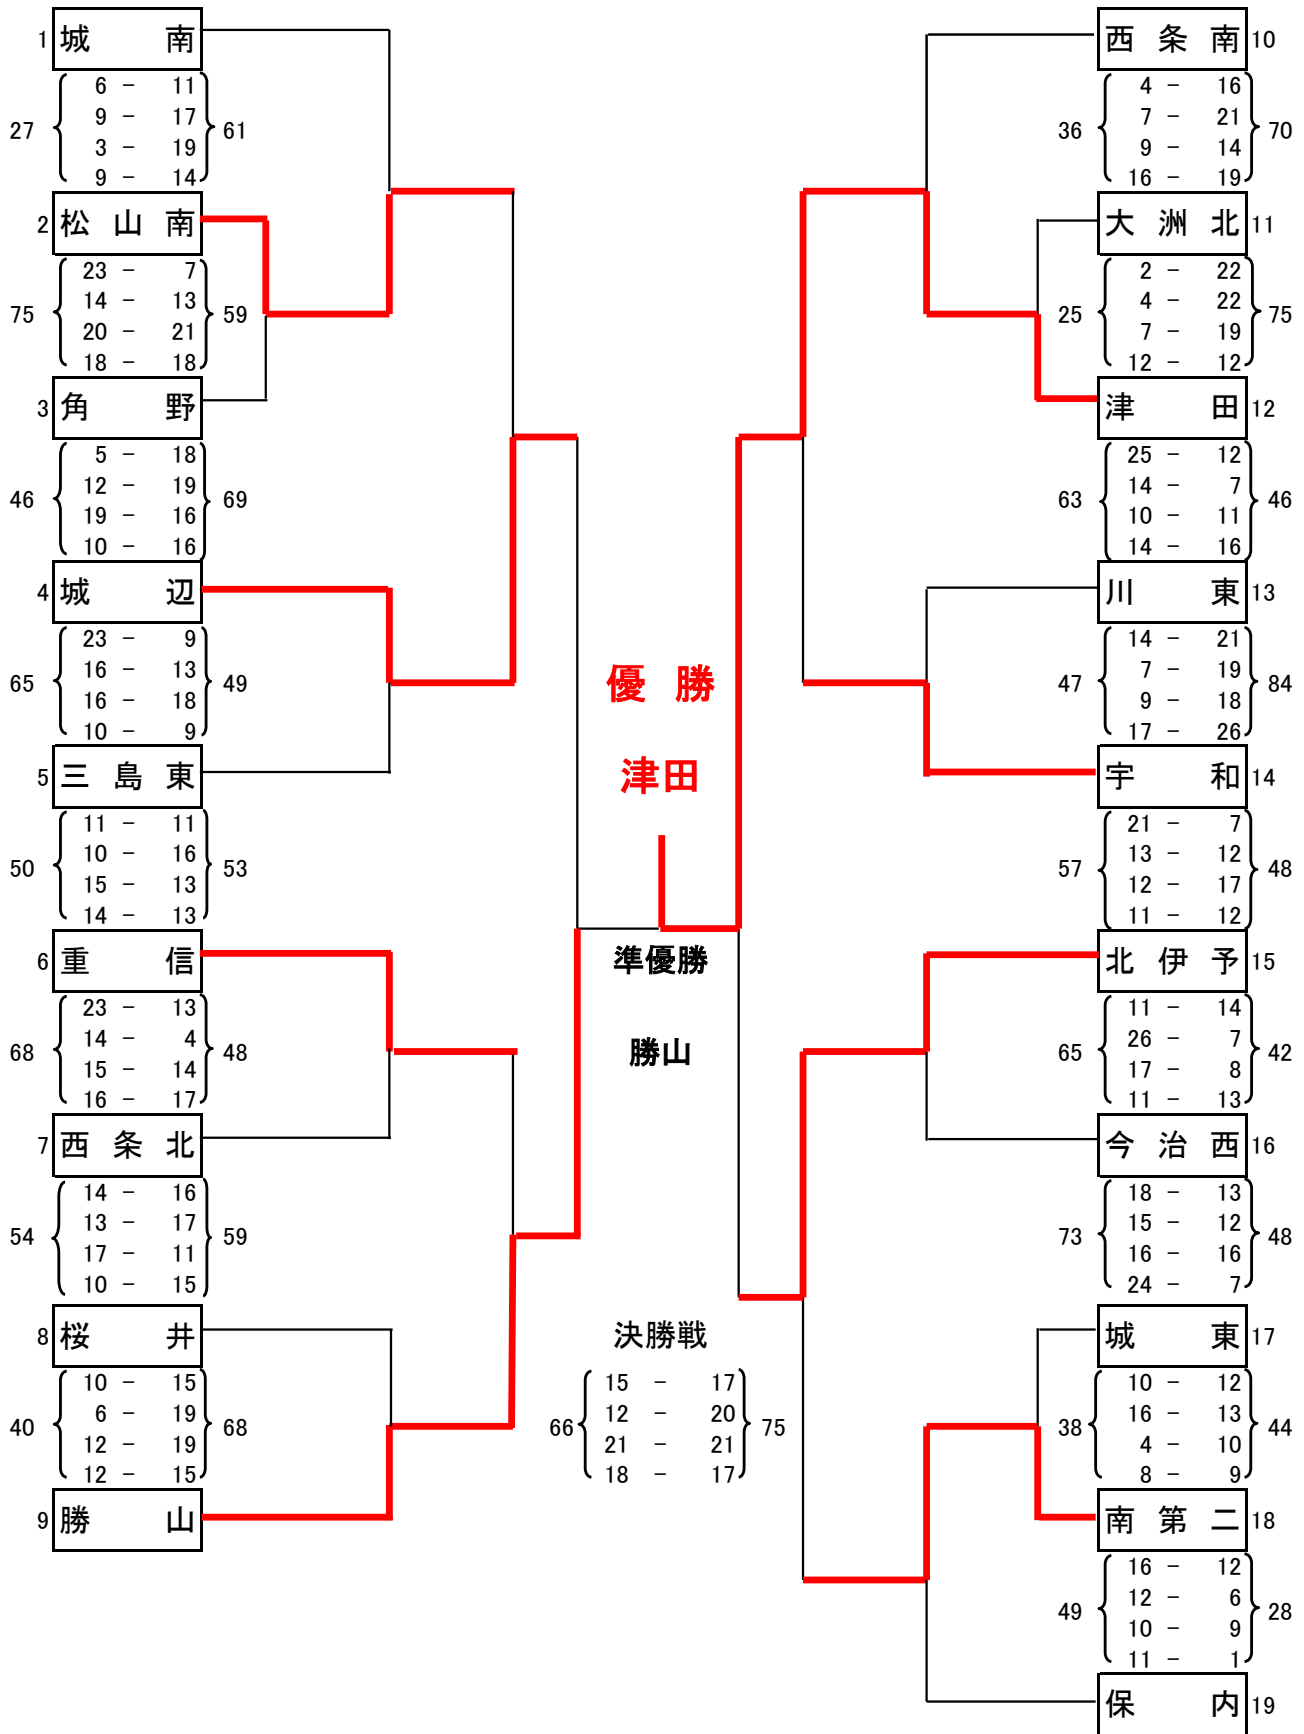 1 城 南
6 - 11
9 - 17
27 61
3 - 19
9 - 14
2 松 山 南
23 - 7
14 - 13
75 59
20 - 21
18 - 18
3 角 野
5 - 18
12 - 19
46 69
19 - 16
10 - 16
4 城 辺
23 - 9
16 - 13
65 49
16 - 18
10 - 9
5 三 島 東
11 - 11
10 - 16
50 53
15 - 13
14 - 13
6 重 信
23 - 13
14 - 4
68 48
15 - 14
16 - 17
7 西 条 北
14 - 16
13 - 17
54 59
17 - 11
10 - 15
8 桜 井
10 - 15
6 - 19
40 68
12 - 19
12 - 15
9 勝 山
優 勝
津田
準優勝
勝山
決勝戦
15 - 17
12 - 20
66 75
21 - 21
18 - 17
西 条 南 10
4 - 16
7 - 21
36 70
9 - 14
16 - 19
大 洲 北 11
2 - 22
4 - 22
25 75
7 - 19
12 - 12
津 田 12
25 - 12
14 - 7
63 46
10 - 11
14 - 16
川 東 13
14 - 21
7 - 19
47 84
9 - 18
17 - 26
宇 和 14
21 - 7
13 - 12
57 48
12 - 17
11 - 12
北 伊 予 15
11 - 14
26 - 7
65 42
17 - 8
11 - 13
今 治 西 16
18 - 13
15 - 12
73 48
16 - 16
24 - 7
城 東 17
10 - 12
16 - 13
38 44
4 - 10
8 - 9
南 第 二 18
16 - 12
12 - 6
49 28
10 - 9
11 - 1
保 内 19